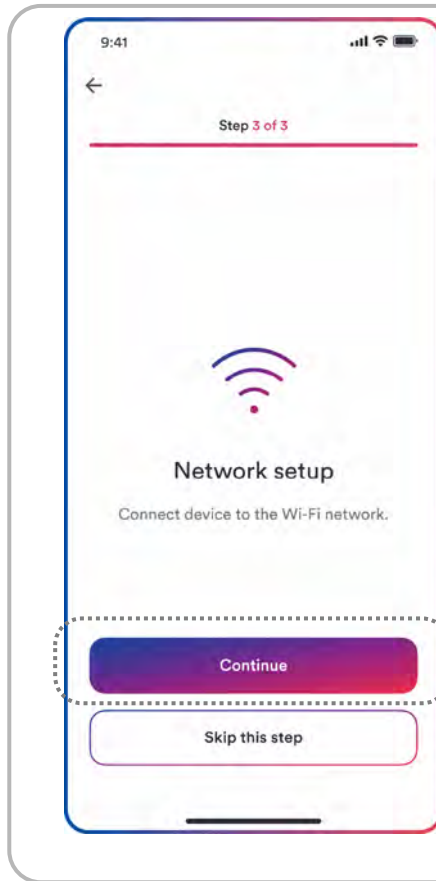 9:41
Step 3 of 3
Network setup
Connect device to the Wi-Fi network.
Continue
Skip this step